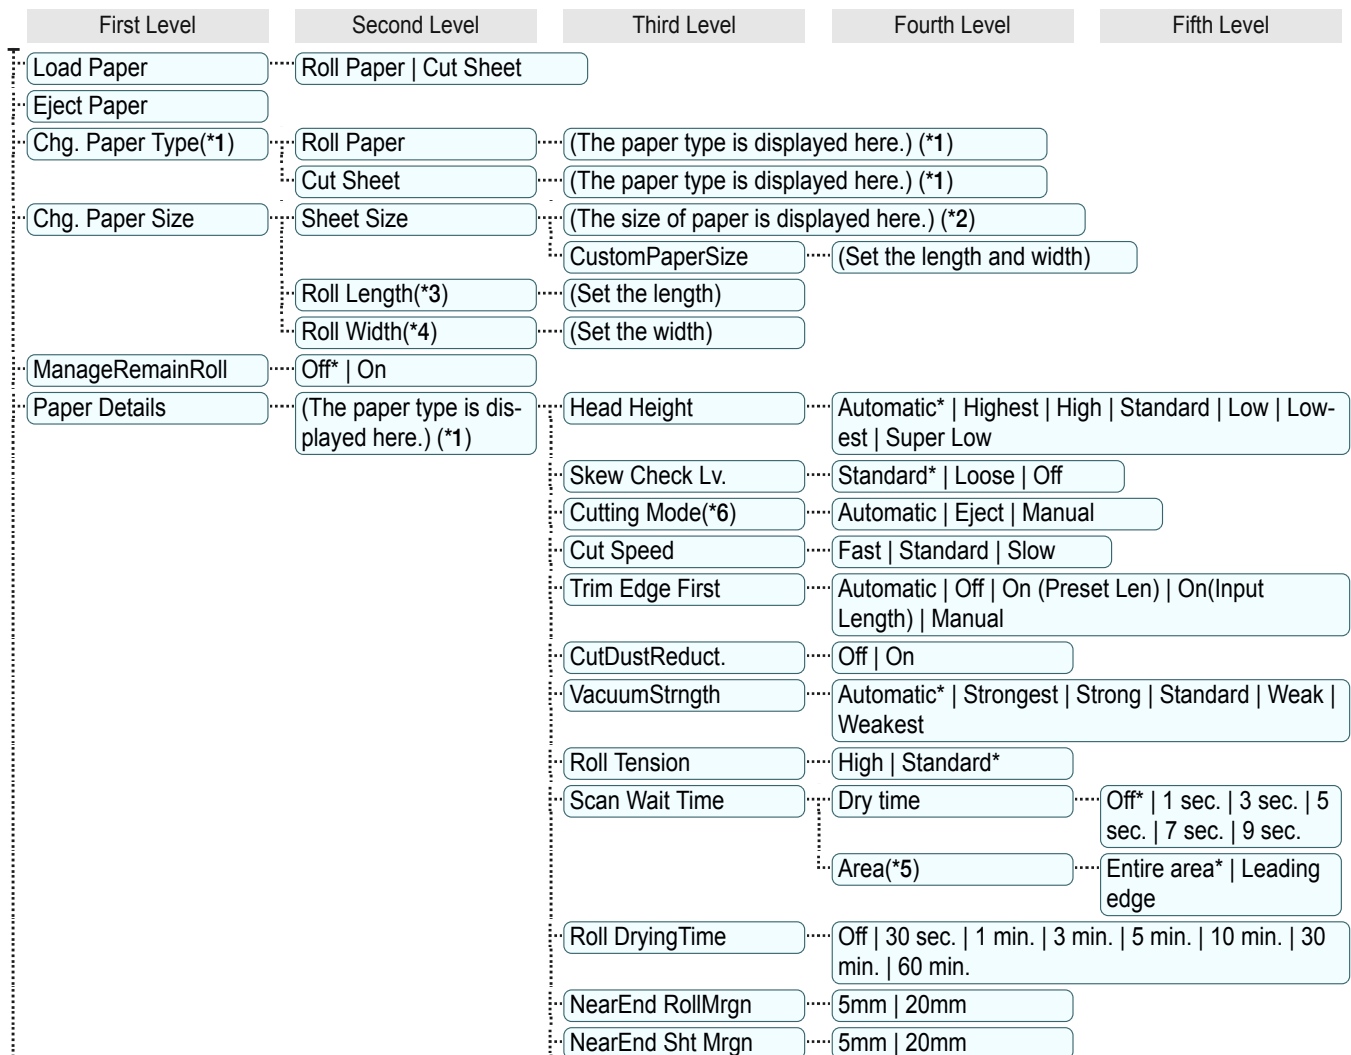 First Level Second Level Third Level Fourth Level Fifth Level
Load Paper Roll Paper | Cut Sheet
Eject Paper
Chg. Paper Type(*1) Roll Paper (The paper type is displayed here.) (*1)
Cut Sheet (The paper type is displayed here.) (*1)
Chg. Paper Size Sheet Size (The size of paper is displayed here.) (*2)
CustomPaperSize (Set the length and width)
Roll Length(*3) (Set the length)
Roll Width(*4) (Set the width)
ManageRemainRoll Off* | On
Paper Details (The paper type is dis-
played here.) (*1)
Head Height Automatic* | Highest | High | Standard | Low | Low-
est | Super Low
Skew Check Lv. Standard* | Loose | Off
Cutting Mode(*6) Automatic | Eject | Manual
Cut Speed Fast | Standard | Slow
Trim Edge First Automatic | Off | On (Preset Len) | On(Input
Length) | Manual
CutDustReduct. Off | On
VacuumStrngth Automatic* | Strongest | Strong | Standard | Weak |
Weakest
Roll Tension High | Standard*
Scan Wait Time Dry time Off* | 1 sec. | 3 sec. | 5
sec. | 7 sec. | 9 sec.
Area(*5) Entire area* | Leading
edge
Roll DryingTime Off | 30 sec. | 1 min. | 3 min. | 5 min. | 10 min. | 30
min. | 60 min.
NearEnd RollMrgn 5mm | 20mm
NearEnd Sht Mrgn 5mm | 20mm